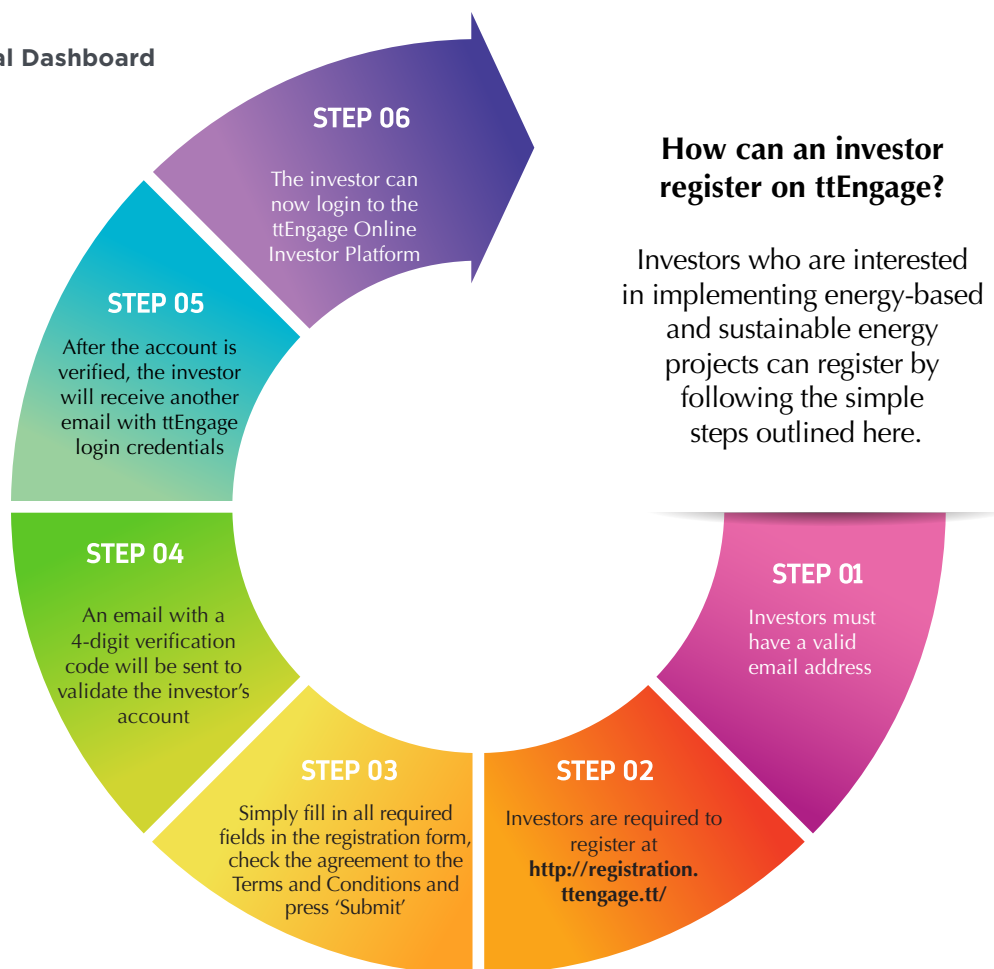 al Dashboard
How can an investor
register on ttEngage?
Investors who are interested
in implementing energy-based
and sustainable energy
projects can register by
following the simple
steps outlined here.
STEP 01
Investors must
have a valid
email address
STEP 02
Investors are required to
register at
http://registration.
ttengage.tt/
STEP 03
Simply fill in all required
fields in the registration form,
check the agreement to the
Terms and Conditions and
press ‘Submit’
STEP 04
An email with a
4-digit verification
code will be sent to
validate the investor’s
account
STEP 05
After the account is
verified, the investor
will receive another
email with ttEngage
login credentials
STEP 06
The investor can
now login to the
ttEngage Online
Investor Platform